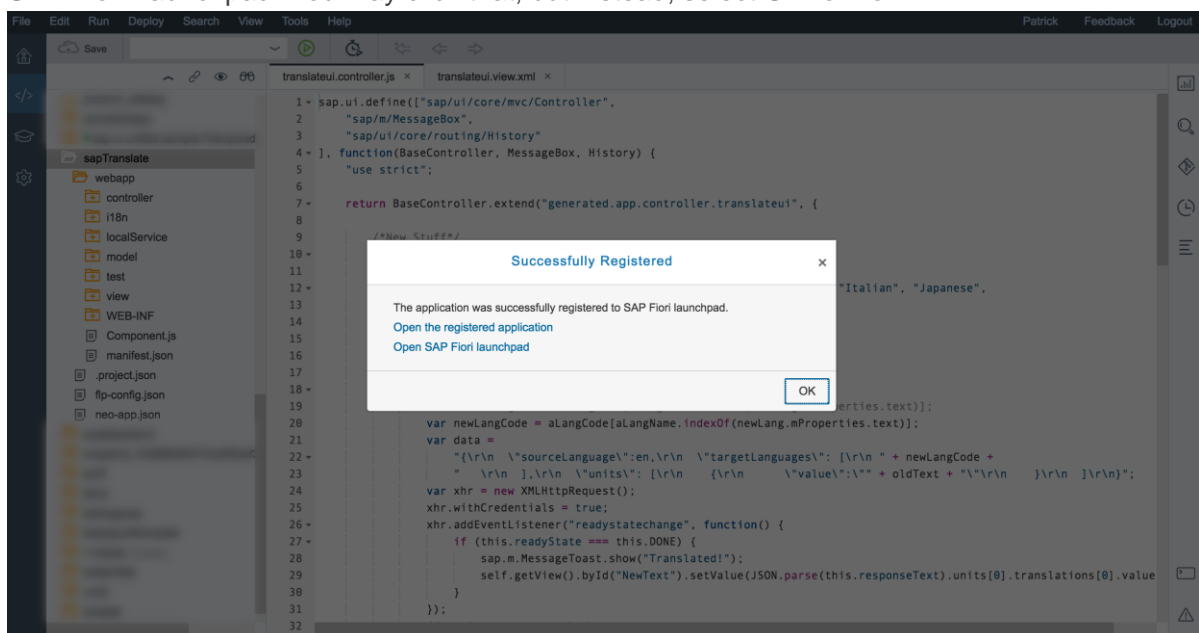 File Edit Run Deploy Search View Tools Help Patrick Feedback Logout
Save
translateui.controller.js × translateui.view.xml ×
sapTranslate
webapp
controller
i18n
localService
model
test
view
WEB-INF
Component.js
manifest.json
.project.json
flp-config.json
neo-app.json
1 sap.ui.define(["sap/ui/core/mvc/Controller",
2 "sap/m/MessageBox",
3 "sap/ui/core/routing/History"
4 ], function(BaseController, MessageBox, History) {
5 "use strict";
6
7 return BaseController.extend("generated.app.controller.translateui", {
8
9 /*New Stuff*/
10
11
12 "Italian", "Japanese",
13
14
15
16
17
18
19 erties.text)];
20 var newLangCode = aLangCode[aLangName.indexOf(newLang.mProperties.text)];
21 var data =
22 "{\r\n \"sourceLanguage\":en,\r\n \"targetLanguages\": [\r\n " + newLangCode +
23 " \r\n ],\r\n \"units\": [\r\n {\r\n \"value\":\"" + oldText + "\"\r\n }\r\n ]\r\n}";
24 var xhr = new XMLHttpRequest();
25 xhr.withCredentials = true;
26 xhr.addEventListener("readystatechange", function() {
27 if (this.readyState === this.DONE) {
28 sap.m.MessageToast.show("Translated!");
29 self.getView().byId("NewText").setValue(JSON.parse(this.responseText).units[0].translations[0].value
30 }
31 });
32
Successfully Registered ×
The application was successfully registered to SAP Fiori launchpad.
Open the registered application
Open SAP Fiori launchpad
OK